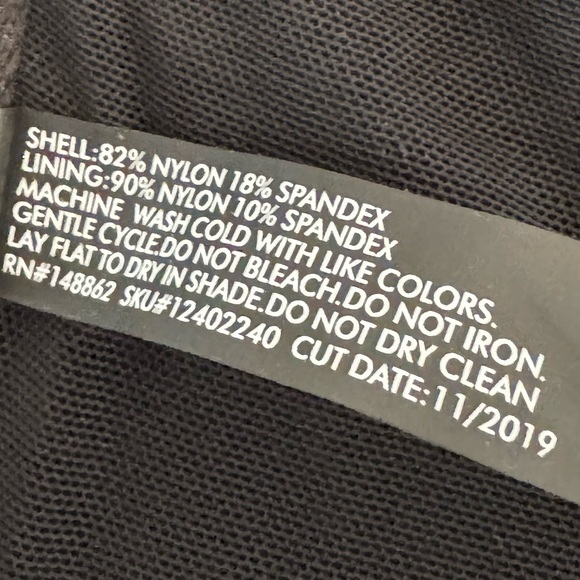 SHELL:82% NYLON 18% SPANDEX
LINING:90% NYLON 10% SPANDEX
MACHINE WASH COLD WITH LIKE COLORS.
GENTLE CYCLE.DO NOT BLEACH.DO NOT IRON.
LAY FLAT TO DRY IN SHADE.DO NOT DRY CLEAN
RN#148862 SKU#12402240 CUT DATE:11/2019